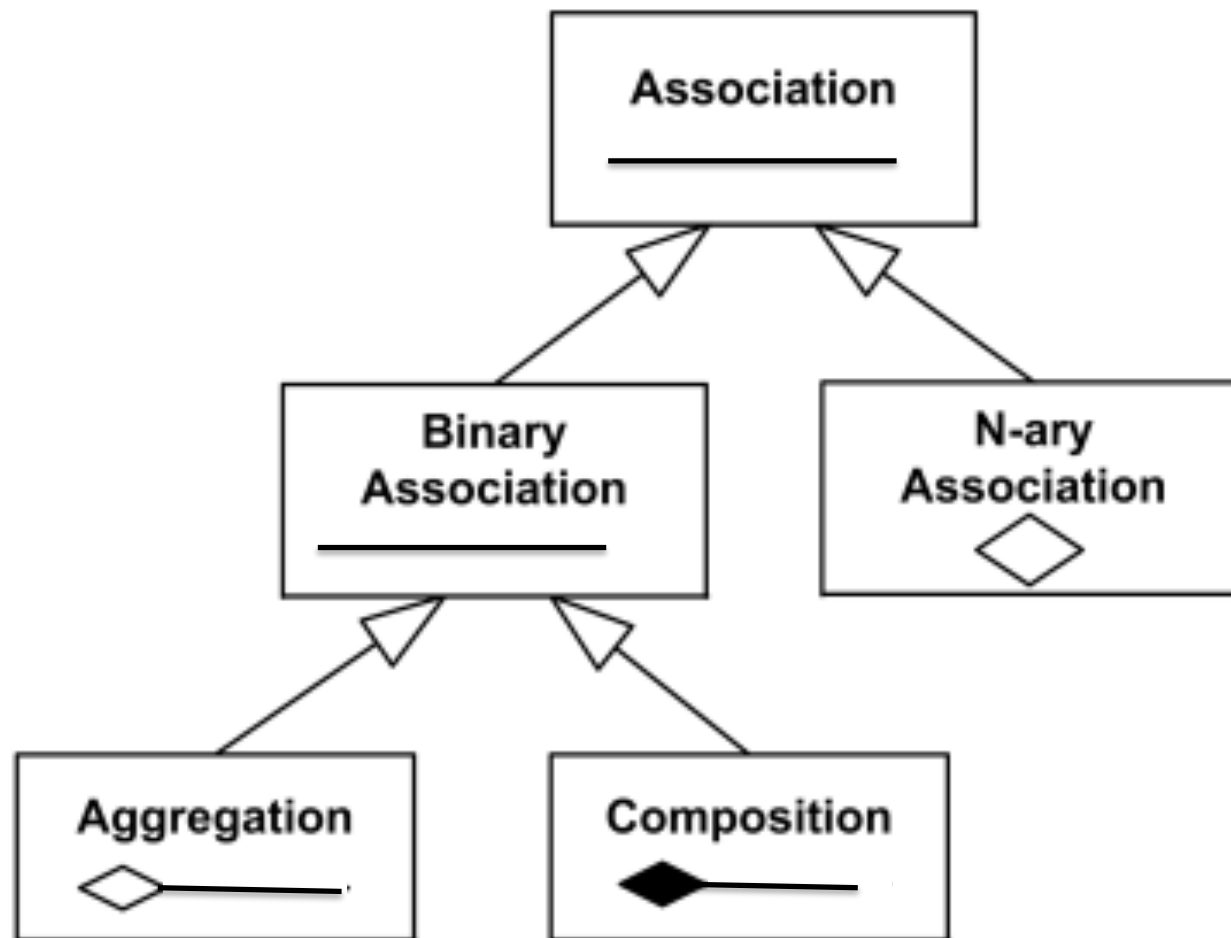 Association
Binary
Association
N-ary
Association
Aggregation
Composition